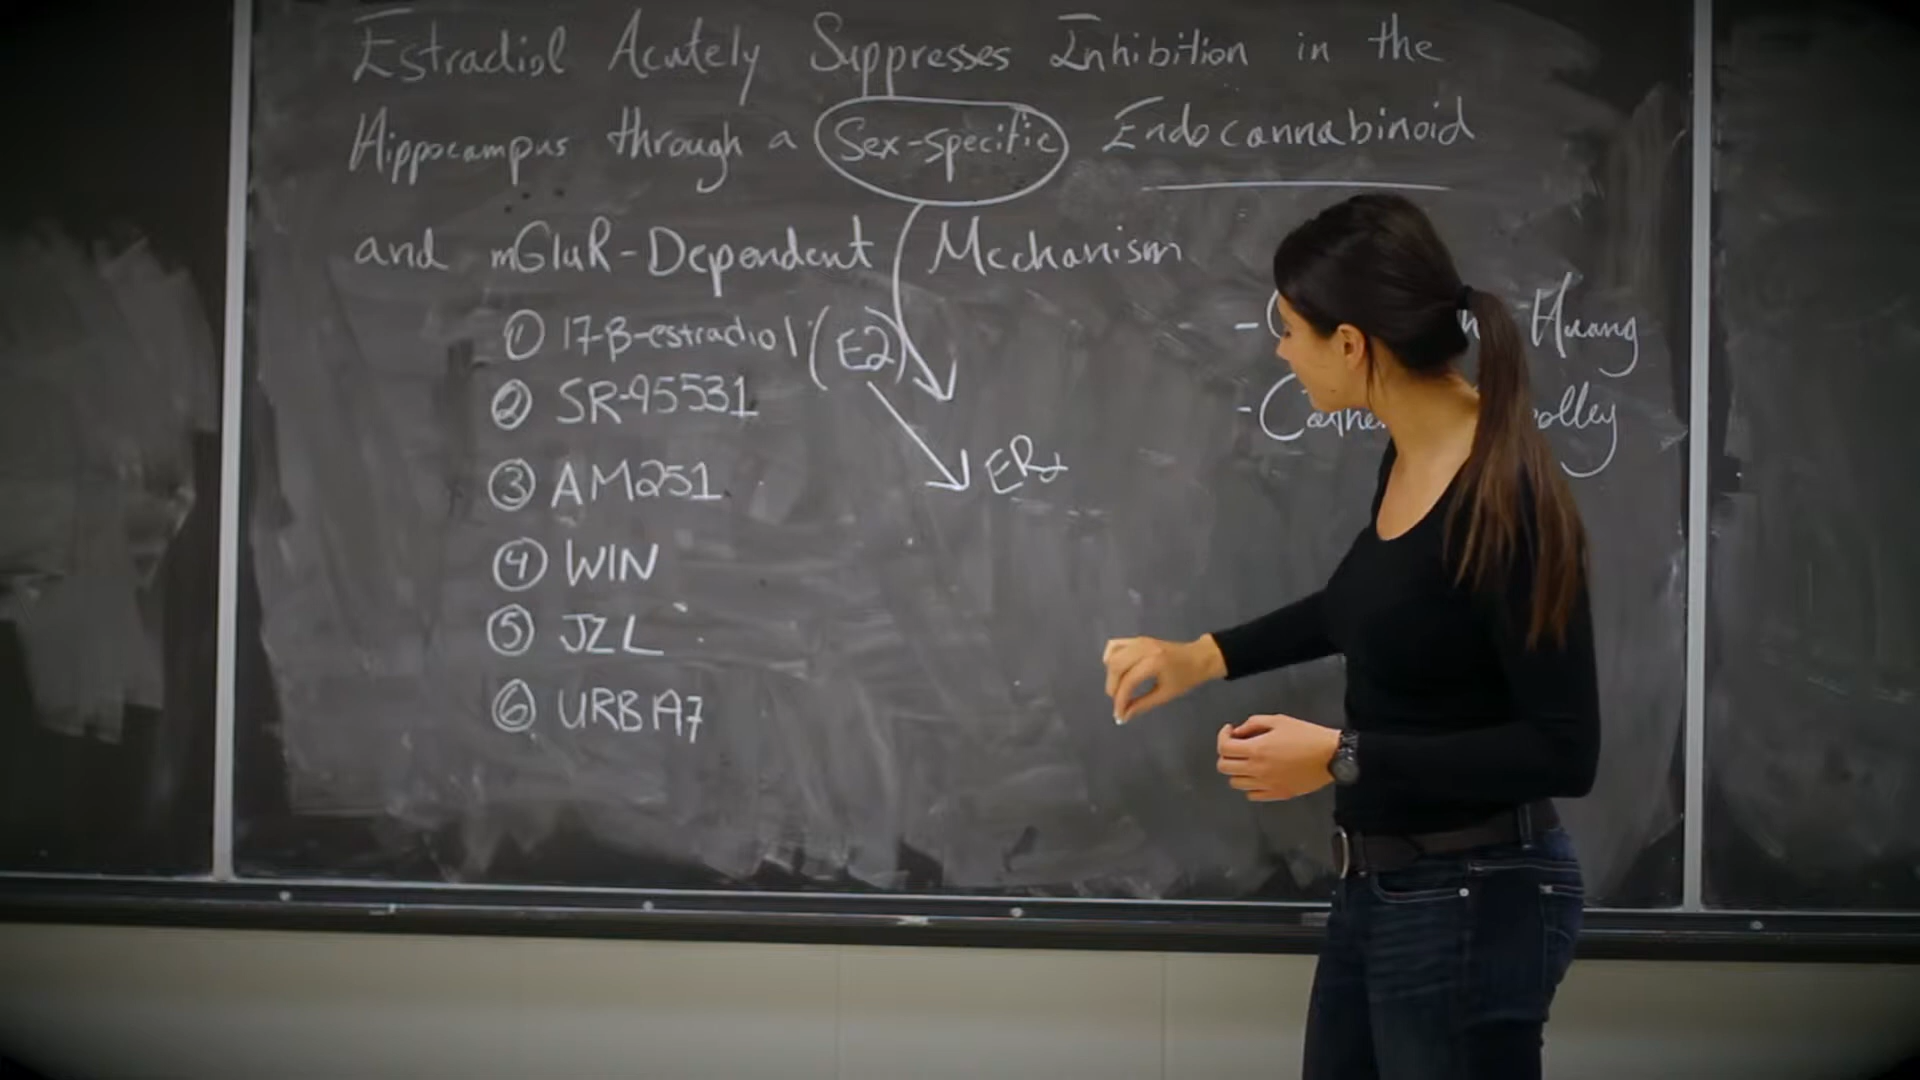 Estradiol Acutely Suppresses Inhibition in the
Hippocampus through a Sex-specific Endocannabinoid
and mGluR-Dependent Mechanism
① 17-β-estradiol (E2)
② SR-95531
③ AM251
④ WIN
⑤ JZL
⑥ URB A7
ERα
- Huang
-